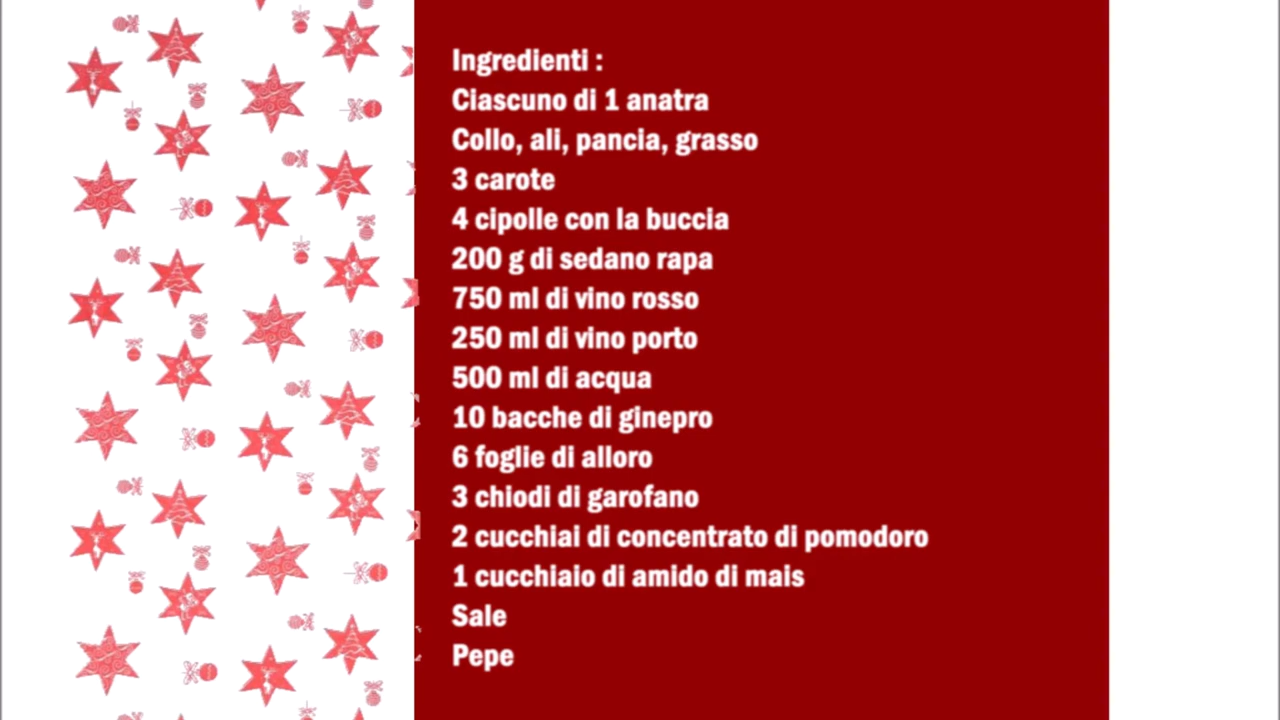 Ingredienti :
Ciascuno di 1 anatra
Collo, ali, pancia, grasso
3 carote
4 cipolle con la buccia
200 g di sedano rapa
750 ml di vino rosso
250 ml di vino porto
500 ml di acqua
10 bacche di ginepro
6 foglie di alloro
3 chiodi di garofano
2 cucchiai di concentrato di pomodoro
1 cucchiaio di amido di mais
Sale
Pepe